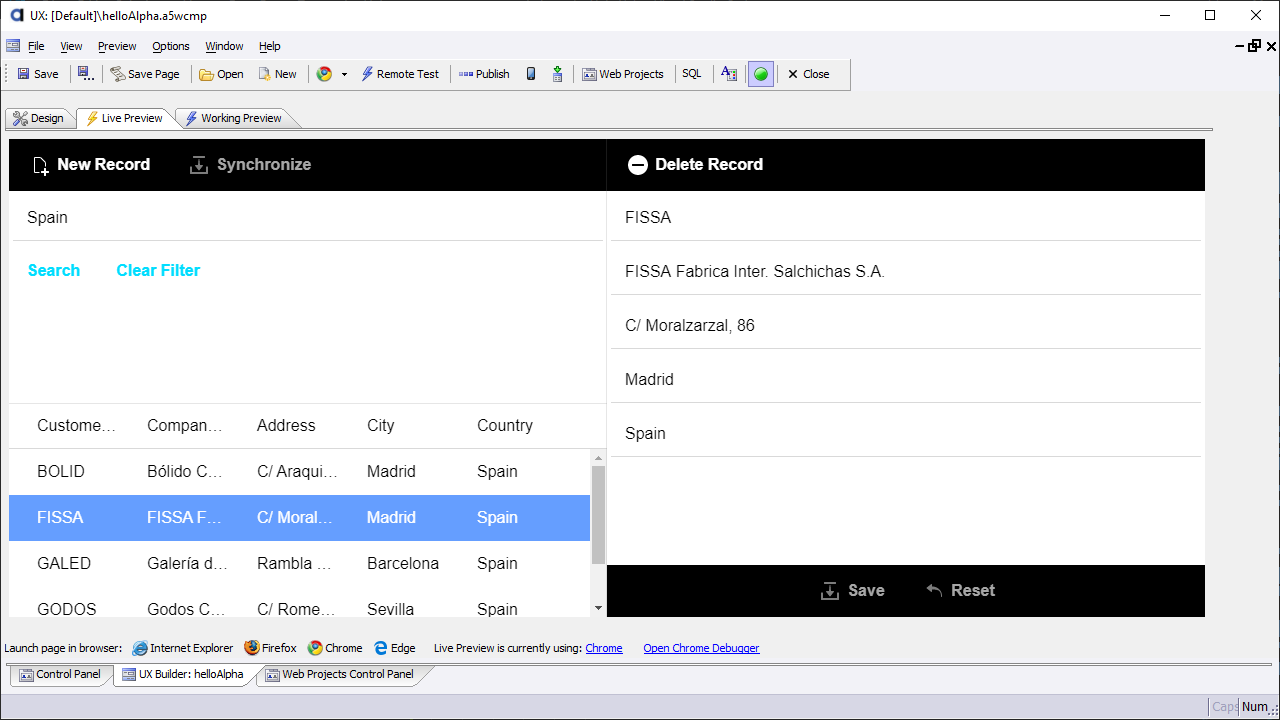 UX: [Default]\helloAlpha.a5wcmp
File View Preview Options Window Help
Save Save Page Open New Remote Test Publish Web Projects SQL Close
Design Live Preview Working Preview
New Record Synchronize Delete Record
Spain
Search Clear Filter
FISSA
FISSA Fabrica Inter. Salchichas S.A.
C/ Moralzarzal, 86
Madrid
Spain
Custome... Compan... Address City Country
BOLID Bólido C... C/ Araqui... Madrid Spain
FISSA FISSA F... C/ Moral... Madrid Spain
GALED Galería d... Rambla ... Barcelona Spain
GODOS Godos C... C/ Rome... Sevilla Spain
Save Reset
Launch page in browser: Internet Explorer Firefox Chrome Edge Live Preview is currently using: Chrome Open Chrome Debugger
Control Panel UX Builder: helloAlpha Web Projects Control Panel
Caps Num